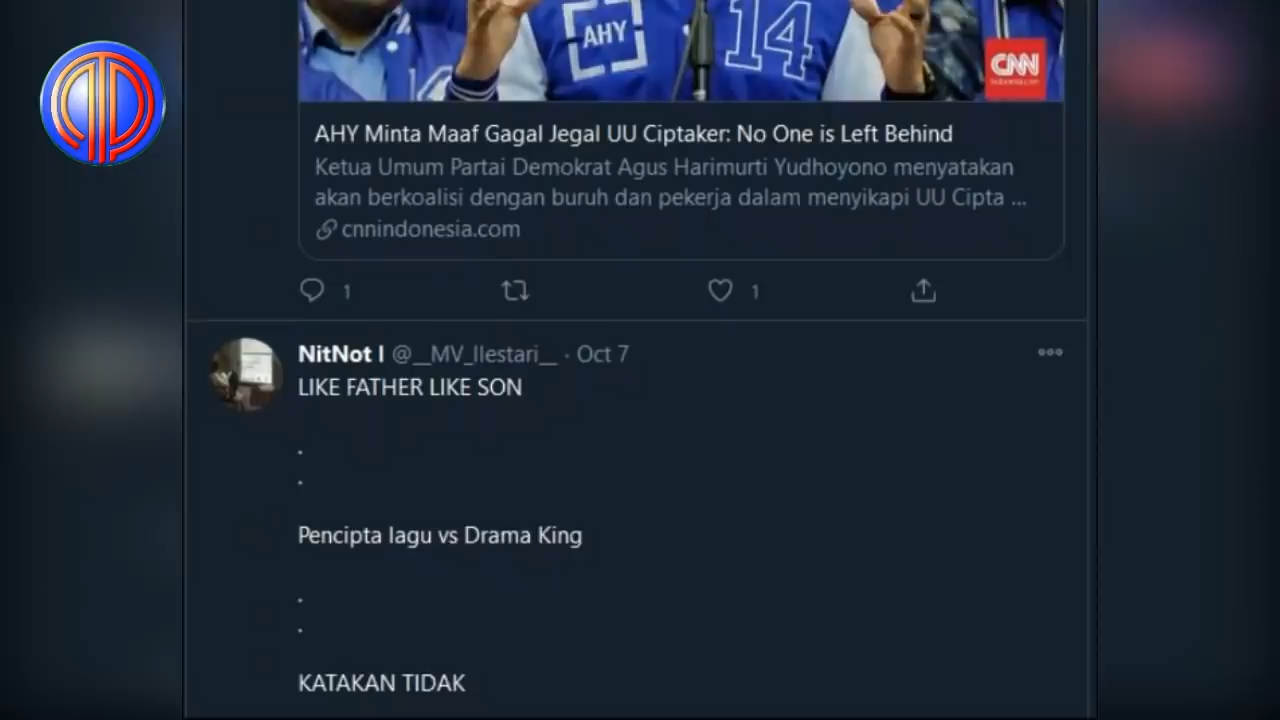 AHY
14
CNN
Indonesia.com
AHY Minta Maaf Gagal Jegal UU Ciptaker: No One is Left Behind
Ketua Umum Partai Demokrat Agus Harimurti Yudhoyono menyatakan
akan berkoalisi dengan buruh dan pekerja dalam menyikapi UU Cipta ...
cnnindonesia.com
1
1
NitNot I @__MV_llestari__ · Oct 7
LIKE FATHER LIKE SON
.
.
Pencipta lagu vs Drama King
.
.
KATAKAN TIDAK